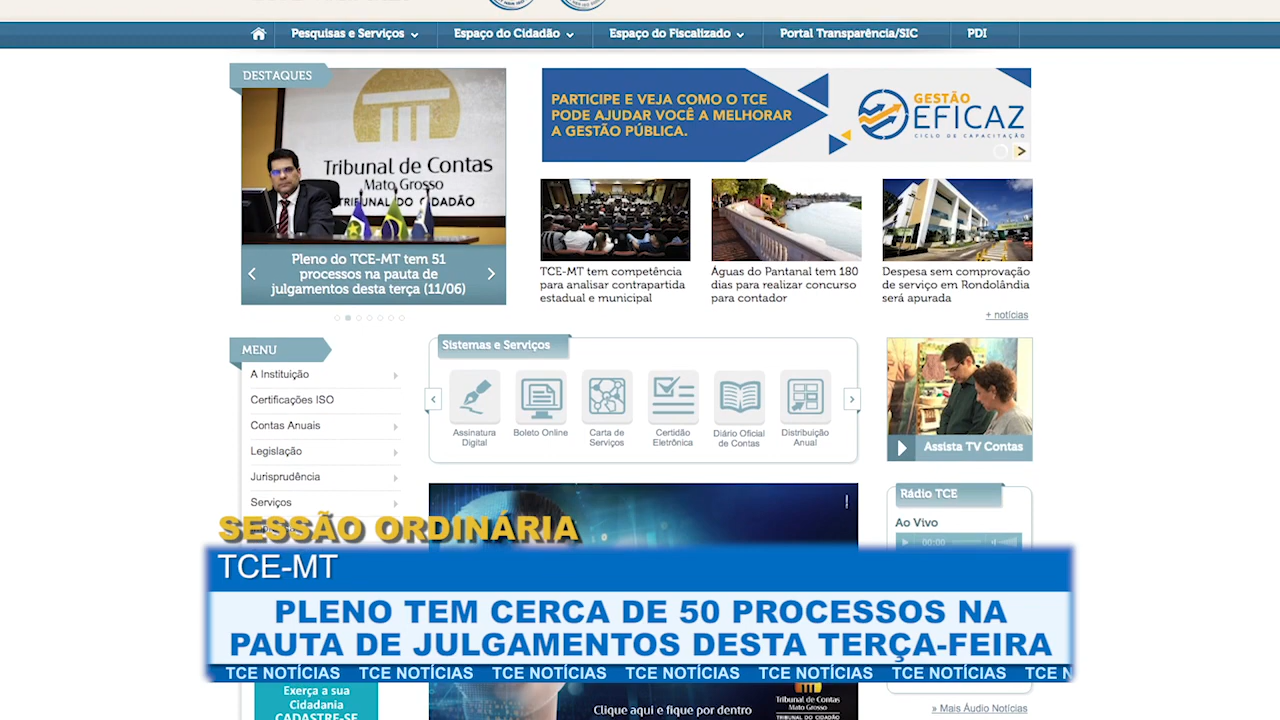 Pesquisas e Serviços
Espaço do Cidadão
Espaço do Fiscalizado
Portal Transparência/SIC
PDI
DESTAQUES
Tribunal de Contas
Mato Grosso
TRIBUNAL DO CIDADÃO
Pleno do TCE-MT tem 51
processos na pauta de
julgamentos desta terça (11/06)
PARTICIPE E VEJA COMO O TCE
PODE AJUDAR VOCÊ A MELHORAR
A GESTÃO PÚBLICA.
GESTÃO
EFICAZ
CICLO DE CAPACITAÇÃO
TCE-MT tem competência
para analisar contrapartida
estadual e municipal
Águas do Pantanal tem 180
dias para realizar concurso
para contador
Despesa sem comprovação
de serviço em Rondolândia
será apurada
+ notícias
MENU
A Instituição
Certificações ISO
Contas Anuais
Legislação
Jurisprudência
Serviços
Sistemas e Serviços
Assinatura
Digital
Boleto Online
Carta de
Serviços
Certidão
Eletrônica
Diário Oficial
de Contas
Distribuição
Anual
Assista TV Contas
Rádio TCE
Ao Vivo
00:00
SESSÃO ORDINÁRIA
TCE-MT
PLENO TEM CERCA DE 50 PROCESSOS NA
PAUTA DE JULGAMENTOS DESTA TERÇA-FEIRA
TCE NOTÍCIAS TCE NOTÍCIAS TCE NOTÍCIAS TCE NOTÍCIAS TCE NOTÍCIAS TCE NOTÍCIAS TCE N
Exerça a sua
Cidadania
CADASTRE-SE
Clique aqui e fique por dentro
Tribunal de Contas
Mato Grosso
TRIBUNAL DO CIDADÃO
» Mais Áudio Notícias